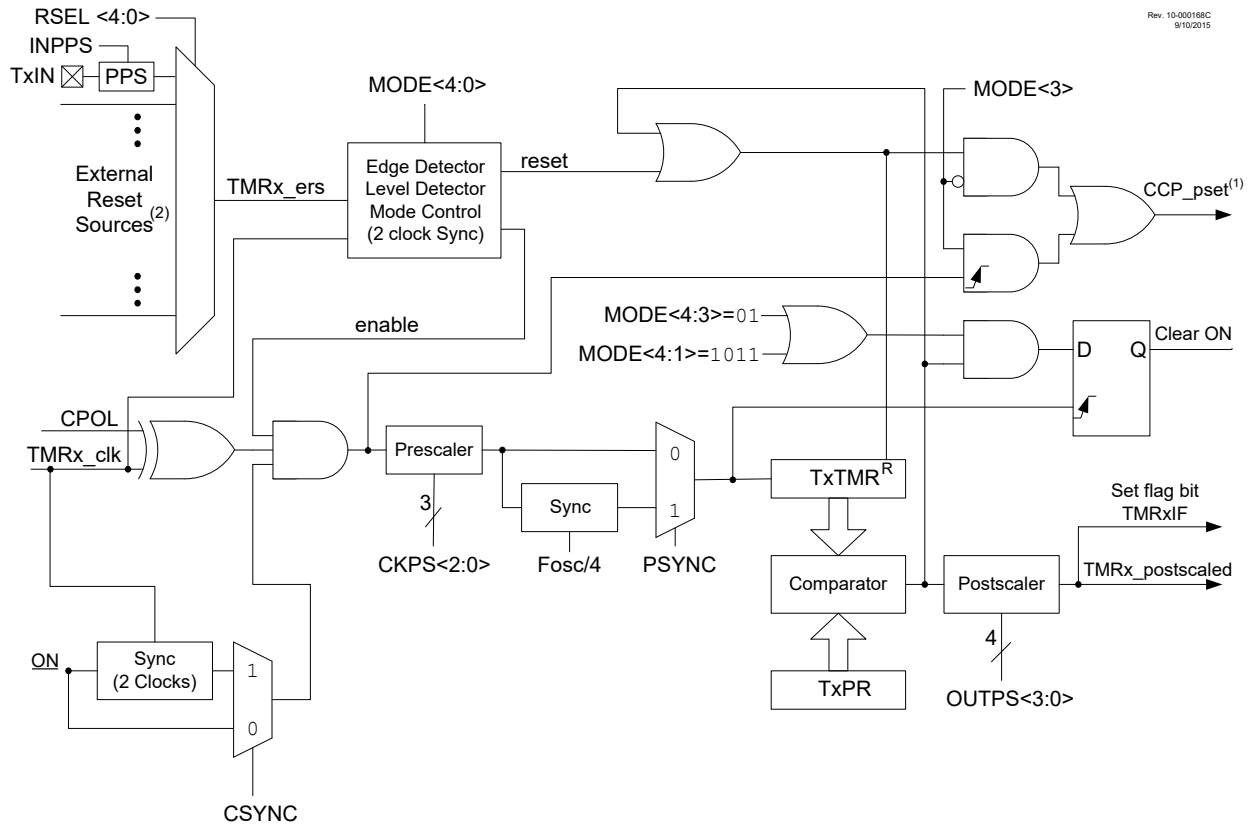 Rev. 10-000168C
9/10/2015
RSEL <4:0>
INPPS
TxIN
PPS
MODE<4:0>
MODE<3>
External
Reset
Sources(2)
TMRx_ers
Edge Detector
Level Detector
Mode Control
(2 clock Sync)
reset
CCP_pset(1)
enable
MODE<4:3>=01
MODE<4:1>=1011
D
Q
Clear ON
CPOL
TMRx_clk
Prescaler
3
CKPS<2:0>
Sync
Fosc/4
0
1
PSYNC
TxTMR
R
Set flag bit
TMRxIF
Comparator
Postscaler
TMRx_postscaled
4
OUTPS<3:0>
TxPR
ON
Sync
(2 Clocks)
1
0
CSYNC